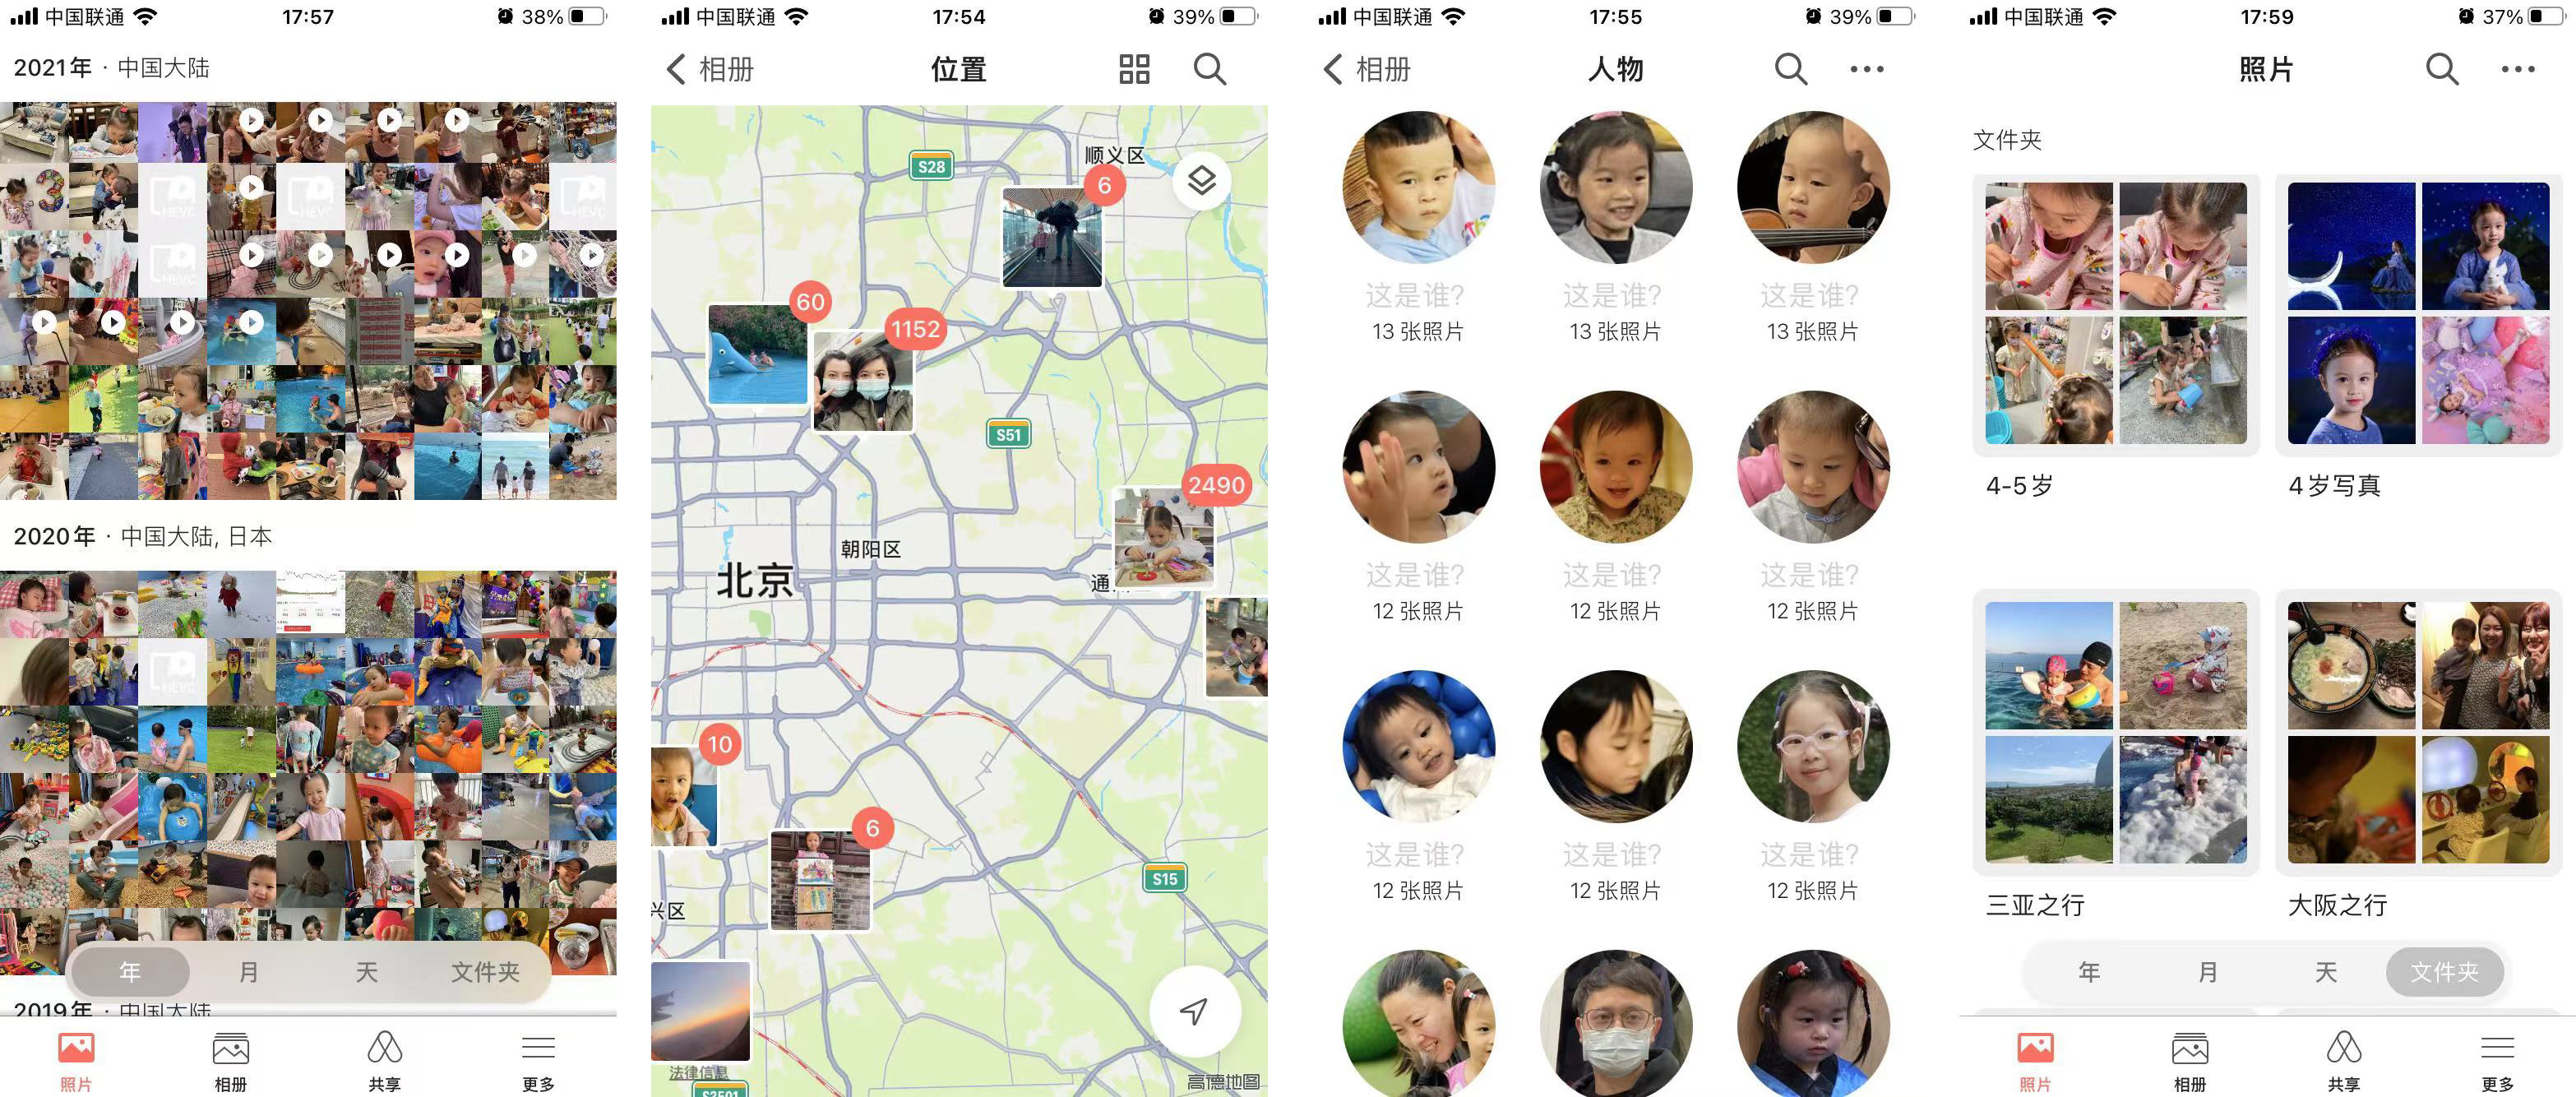 中国联通
17:57
38%
2021年 · 中国大陆
HEVC
HEVC
HEVC
HEVC
2020年 · 中国大陆, 日本
HEVC
2019年 · 中国大陆
年
月
天
文件夹
照片
相册
共享
更多
中国联通
17:54
39%
相册
位置
S28
顺义区
6
60
1152
S51
2490
朝阳区
北京
通
10
6
S15
兴区
法律信息
高德地图
S3501
中国联通
17:55
39%
相册
人物
这是谁?
这是谁?
这是谁?
13 张照片
13 张照片
13 张照片
这是谁?
这是谁?
这是谁?
12 张照片
12 张照片
12 张照片
这是谁?
这是谁?
这是谁?
12 张照片
12 张照片
12 张照片
中国联通
17:59
37%
照片
文件夹
4-5岁
4岁写真
三亚之行
大阪之行
年
月
天
文件夹
照片
相册
共享
更多